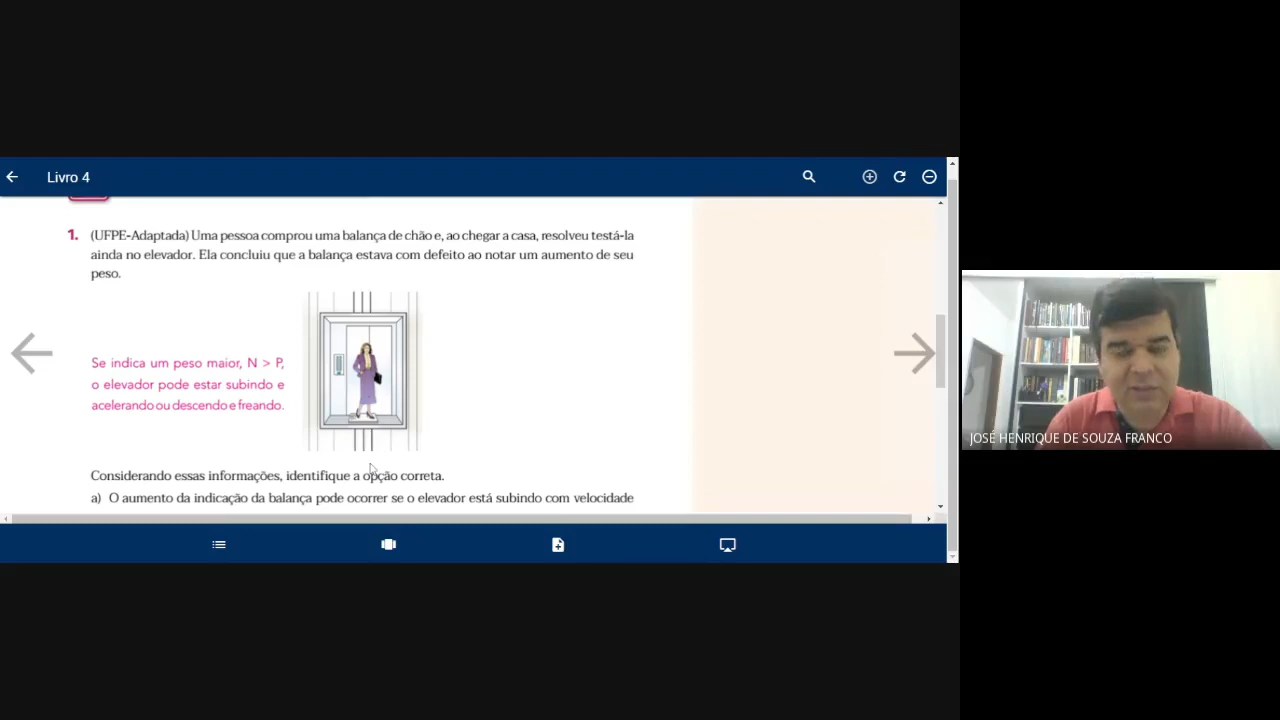 Livro 4
1. (UFPE-Adaptada) Uma pessoa comprou uma balança de chão e, ao chegar a casa, resolveu testá-la
ainda no elevador. Ela concluiu que a balança estava com defeito ao notar um aumento de seu
peso.
Se indica um peso maior, N > P,
o elevador pode estar subindo e
acelerando ou descendo e freando.
Considerando essas informações, identifique a opção correta.
a) O aumento da indicação da balança pode ocorrer se o elevador está subindo com velocidade
JOSÉ HENRIQUE DE SOUZA FRANCO